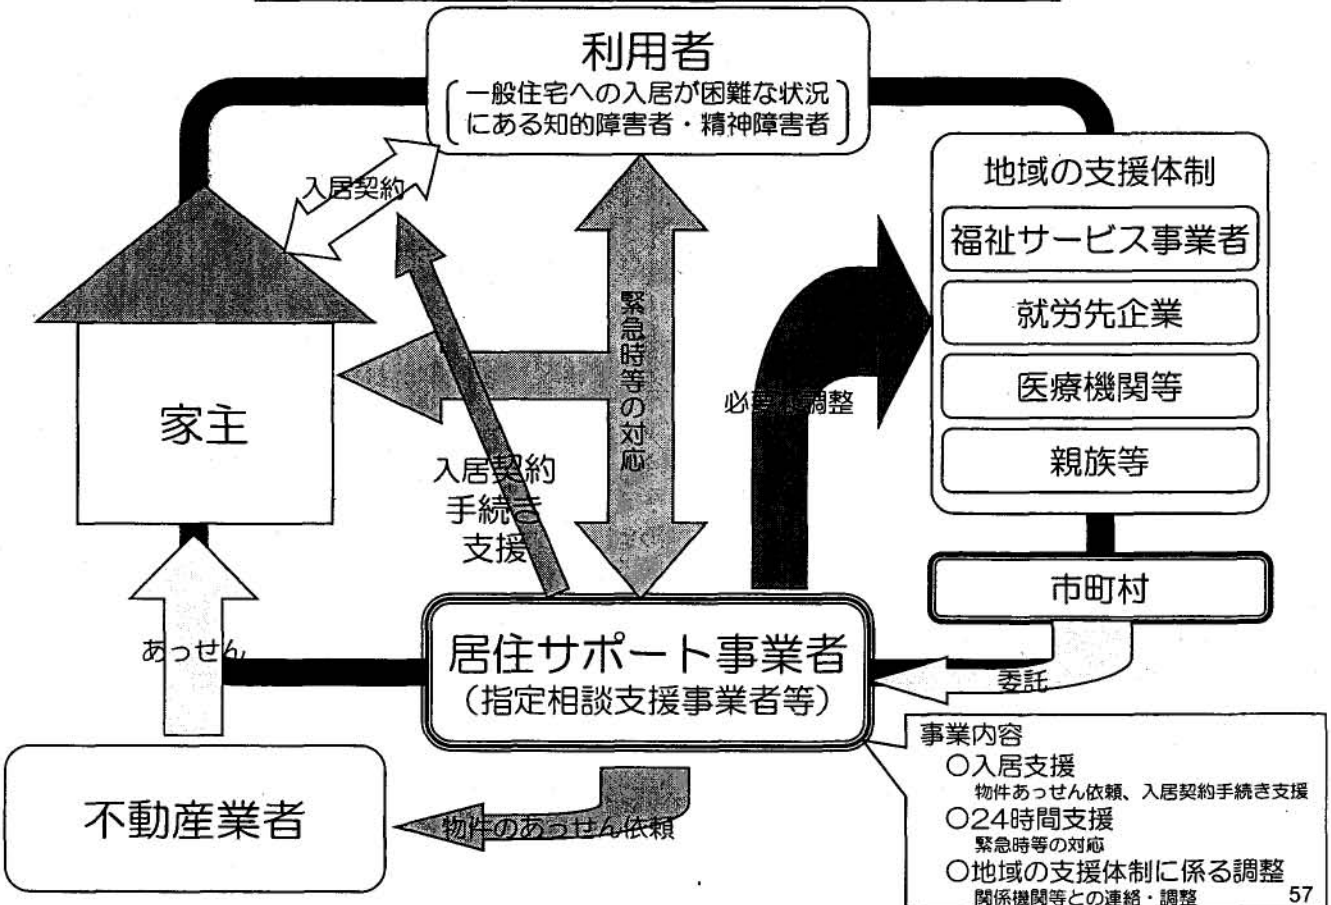 利用者
一般住宅への入居が困難な状況
にある知的障害者・精神障害者
入居契約
地域の支援体制
福祉サービス事業者
就労先企業
医療機関等
親族等
家主
緊急時等の対応
必要な調整
入居契約
手続き
支援
市町村
あっせん
居住サポート事業者
(指定相談支援事業者等)
委託
不動産業者
物件のあっせん依頼
事業内容
〇入居支援
物件あっせん依頼、入居契約手続き支援
〇24時間支援
緊急時等の対応
〇地域の支援体制に係る調整
関係機関等との連絡・調整
57